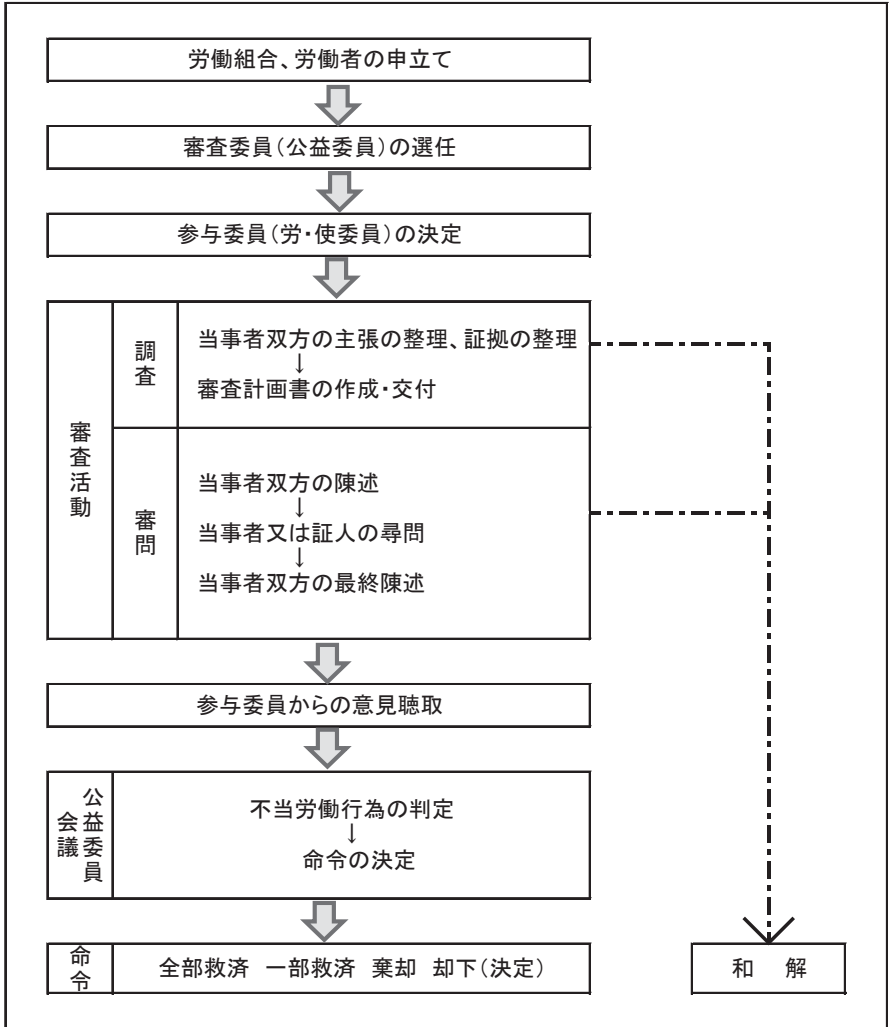 労働組合、労働者の申立て
審査委員(公益委員)の選任
参与委員(労・使委員)の決定
審査活動
調査
当事者双方の主張の整理、証拠の整理
↓
審査計画書の作成・交付
審問
当事者双方の陳述
↓
当事者又は証人の尋問
↓
当事者双方の最終陳述
参与委員からの意見聴取
公益委員
会議
不当労働行為の判定
↓
命令の決定
命令
全部救済 一部救済 棄却 却下(決定)
和 解